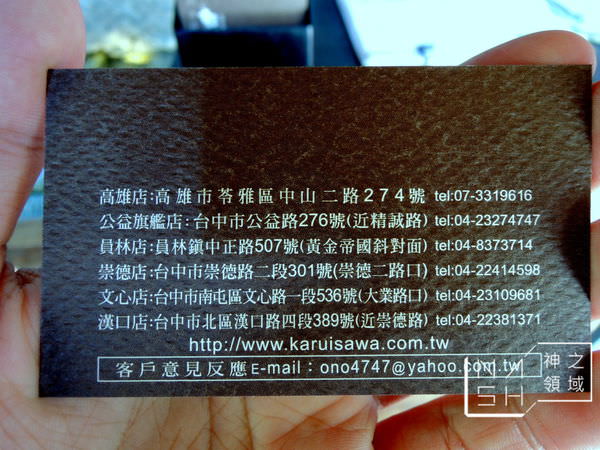 高雄店:高雄市苓雅區中山二路274號 tel:07-3319616
公益旗艦店:台中市公益路276號(近精誠路) tel:04-23274747
員林店:員林鎮中正路507號(黃金帝國斜對面) tel:04-8373714
崇德店:台中市崇德路二段301號(崇德二路口) tel:04-22414598
文心店:台中市南屯區文心路一段536號(大業路口) tel:04-23109681
漢口店:台中市北區漢口路四段389號(近崇德路) tel:04-22381371
http://www.karuisawa.com.tw
客戶意見反應E-mail:ono4747@yahoo.com.tw
神之
領域
SH